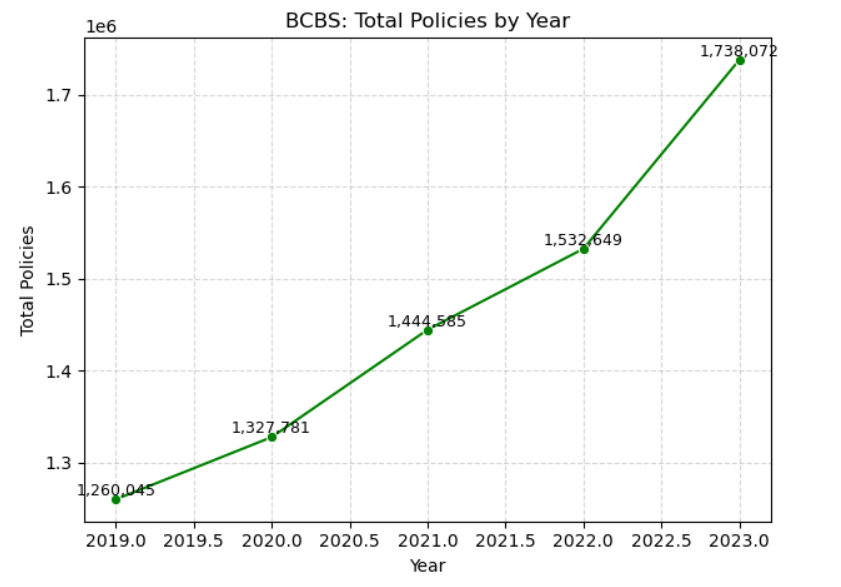 BCBS: Total Policies by Year
1e6
1,738,072
1.7
1.6
1,532,649
1.5
1,444,585
1.4
1,327,781
1.3
1,260,045
Total Policies
2019.0 2019.5 2020.0 2020.5 2021.0 2021.5 2022.0 2022.5 2023.0
Year